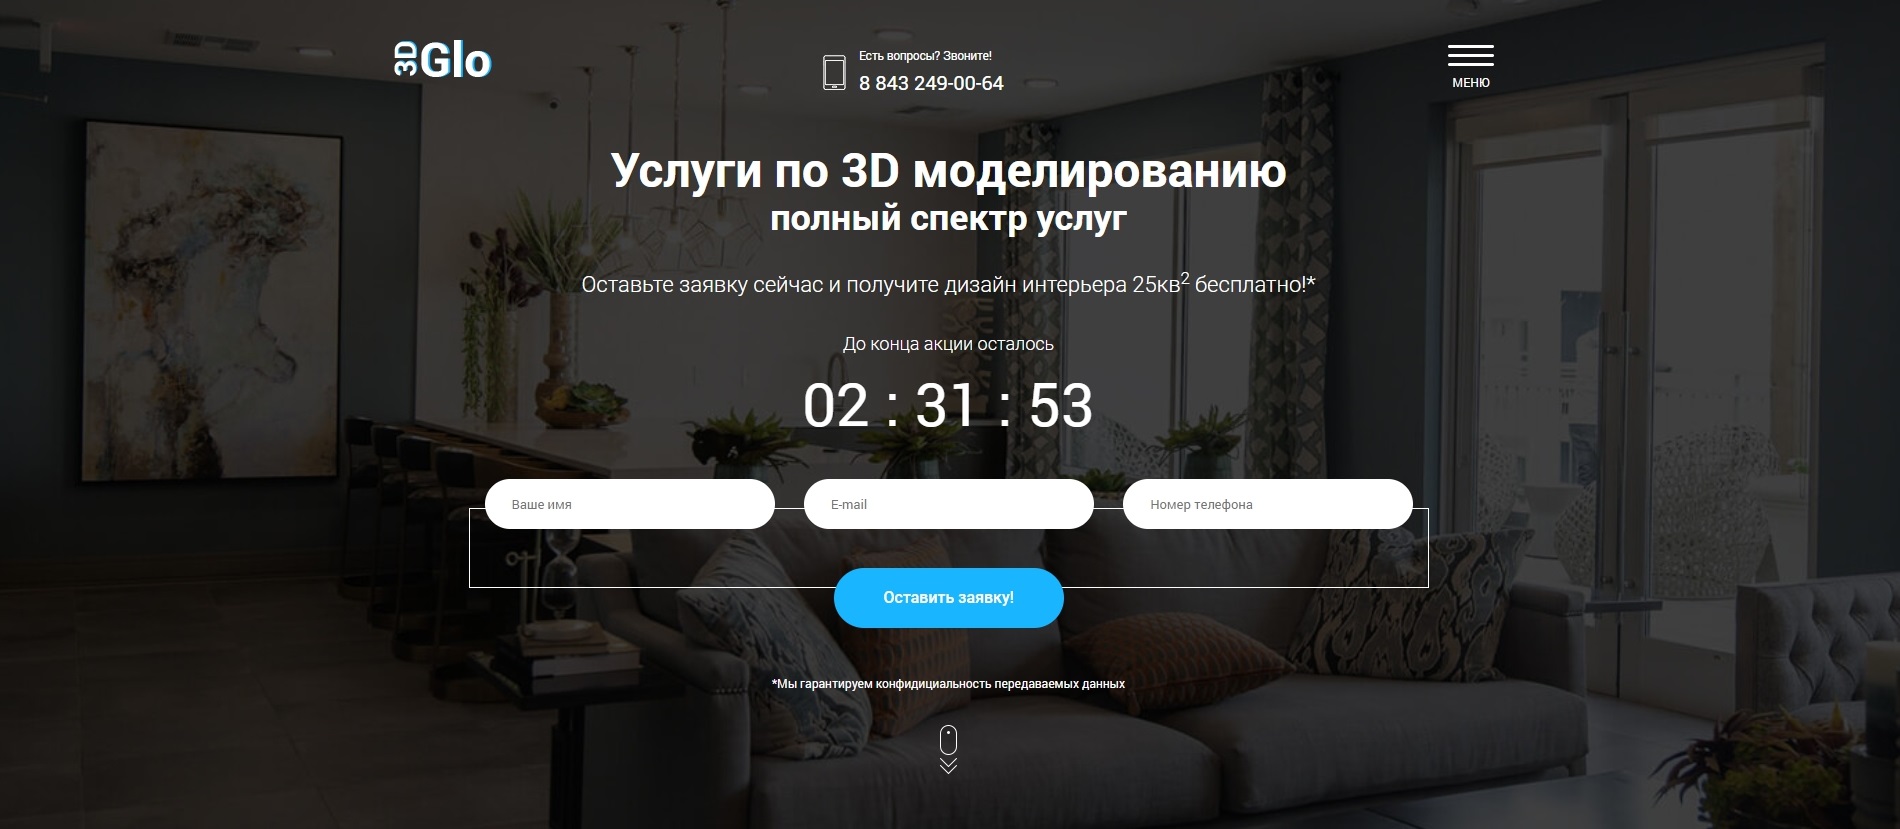 3D Glo
Есть вопросы? Звоните!
8 843 249-00-64
МЕНЮ
Услуги по 3D моделированию
полный спектр услуг
Оставьте заявку сейчас и получите дизайн интерьера 25кв² бесплатно!*
До конца акции осталось
02 : 31 : 53
Ваше имя
E-mail
Номер телефона
Оставить заявку!
*Мы гарантируем конфидициальность передаваемых данных